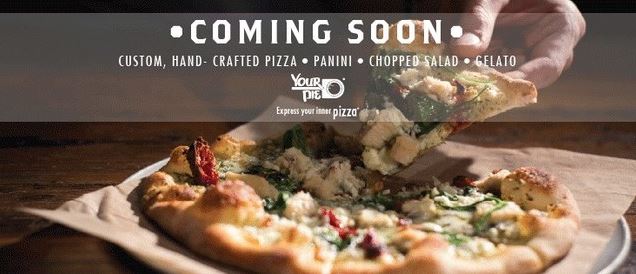 •COMING SOON•
CUSTOM, HAND- CRAFTED PIZZA • PANINI • CHOPPED SALAD • GELATO
YOUR
PIE
Express your inner pizza®